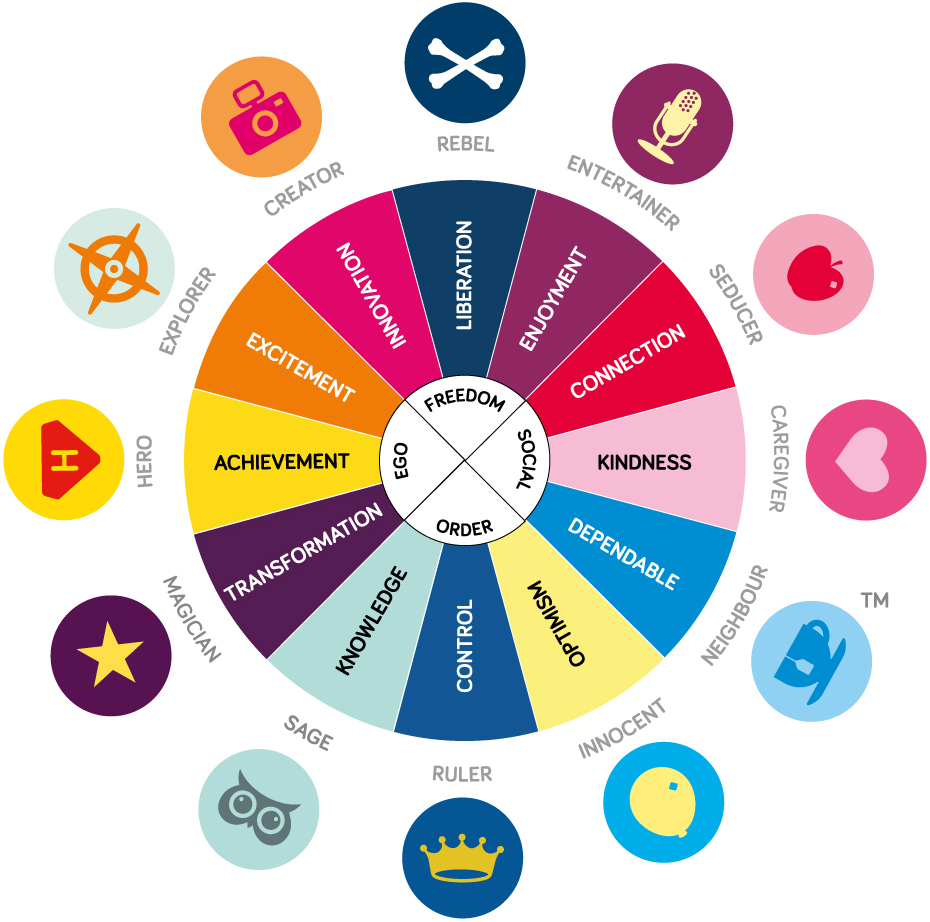 REBEL
ENTERTAINER
SEDUCER
CAREGIVER
NEIGHBOUR
TM
INNOCENT
RULER
SAGE
MAGICIAN
HERO
H
EXPLORER
CREATOR
LIBERATION
ENJOYMENT
CONNECTION
KINDNESS
DEPENDABLE
OPTIMISM
CONTROL
KNOWLEDGE
TRANSFORMATION
ACHIEVEMENT
EXCITEMENT
INNOVATION
FREEDOM
SOCIAL
ORDER
EGO